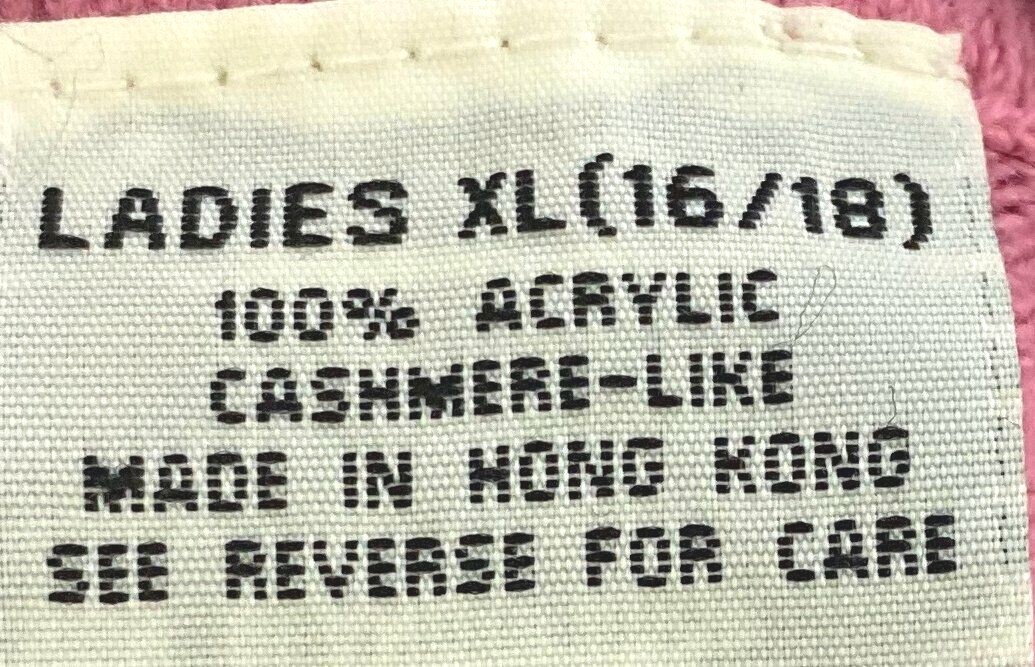 LADIES XL(16/18)
100% ACRYLIC
CASHMERE-LIKE
MADE IN HONG KONG
SEE REVERSE FOR CARE